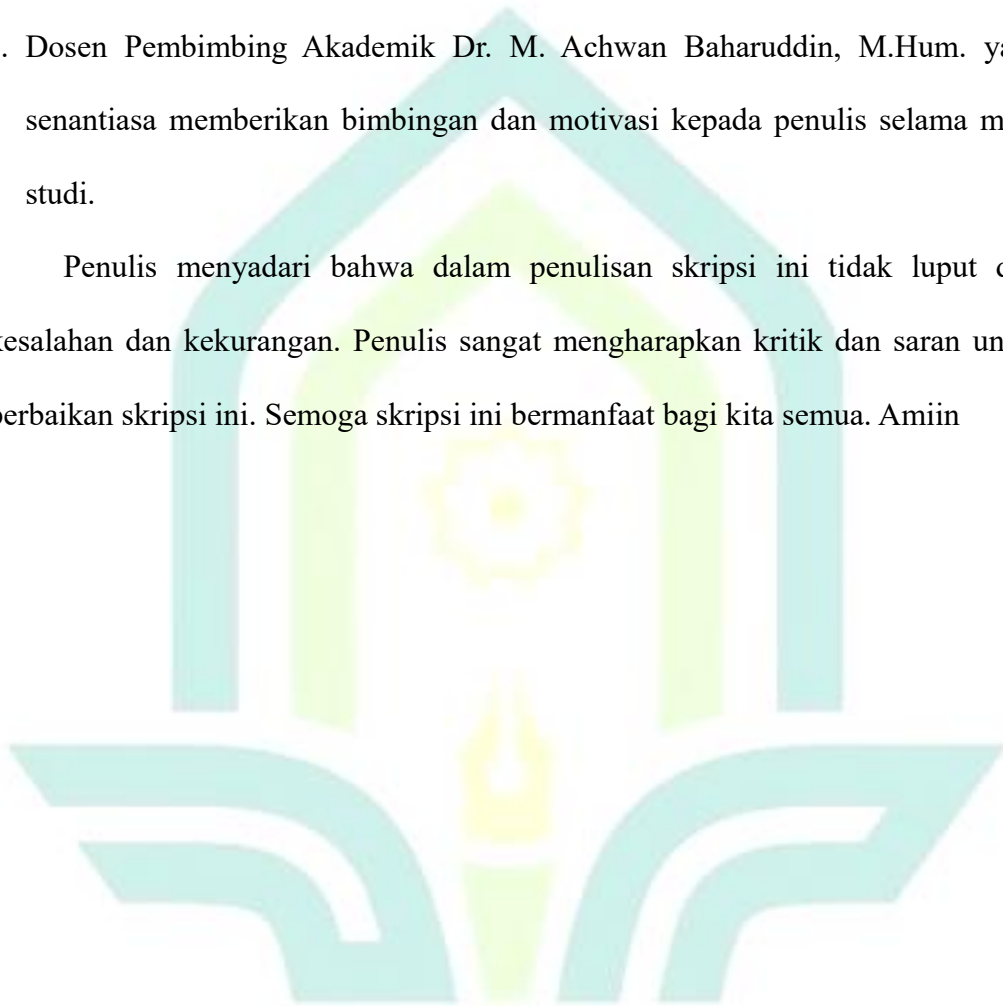 . Dosen Pembimbing Akademik Dr. M. Achwan Baharuddin, M.Hum.
senantiasa memberikan bimbingan dan motivasi kepada penulis selama
studi.
Penulis menyadari bahwa dalam penulisan skripsi ini tidak luput
kesalahan dan kekurangan. Penulis sangat mengharapkan kritik dan saran
perbaikan skripsi ini. Semoga skripsi ini bermanfaat bagi kita semua. Amiin